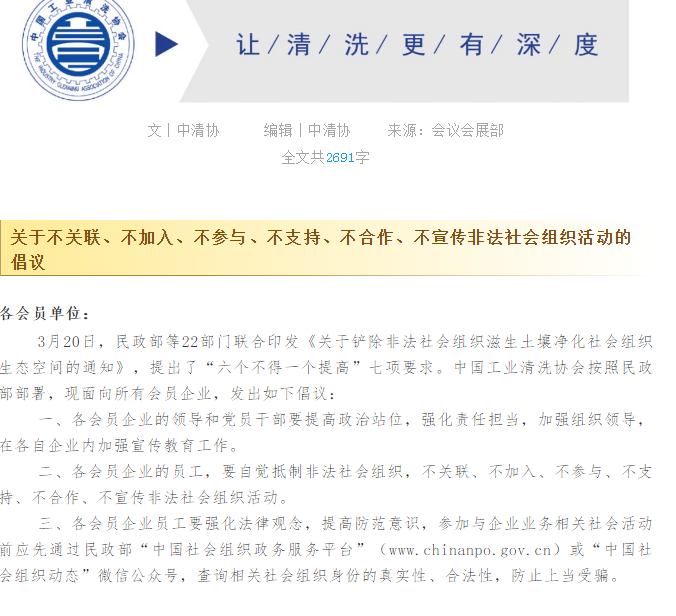 中国工业清洗协会
THE INDUSTRY CLEANING ASSOCIATION OF CHINA
让/清/洗/更/有/深/度
文|中清协 编辑|中清协 来源：会议会展部
全文共2691字
关于不关联、不加入、不参与、不支持、不合作、不宣传非法社会组织活动的
倡议
各会员单位：
3月20日，民政部等22部门联合印发《关于铲除非法社会组织滋生土壤净化社会组织
生态空间的通知》，提出了“六个不得一个提高”七项要求。中国工业清洗协会按照民政
部部署，现面向所有会员企业，发出如下倡议：
一、各会员企业的领导和党员干部要提高政治站位，强化责任担当，加强组织领导，
在各自企业内加强宣传教育工作。
二、各会员企业的员工，要自觉抵制非法社会组织，不关联、不加入、不参与、不支
持、不合作、不宣传非法社会组织活动。
三、各会员企业员工要强化法律观念，提高防范意识，参加与企业业务相关社会活动
前应先通过民政部“中国社会组织政务服务平台”（www.chinanpo.gov.cn）或“中国社
会组织动态”微信公众号，查询相关社会组织身份的真实性、合法性，防止上当受骗。